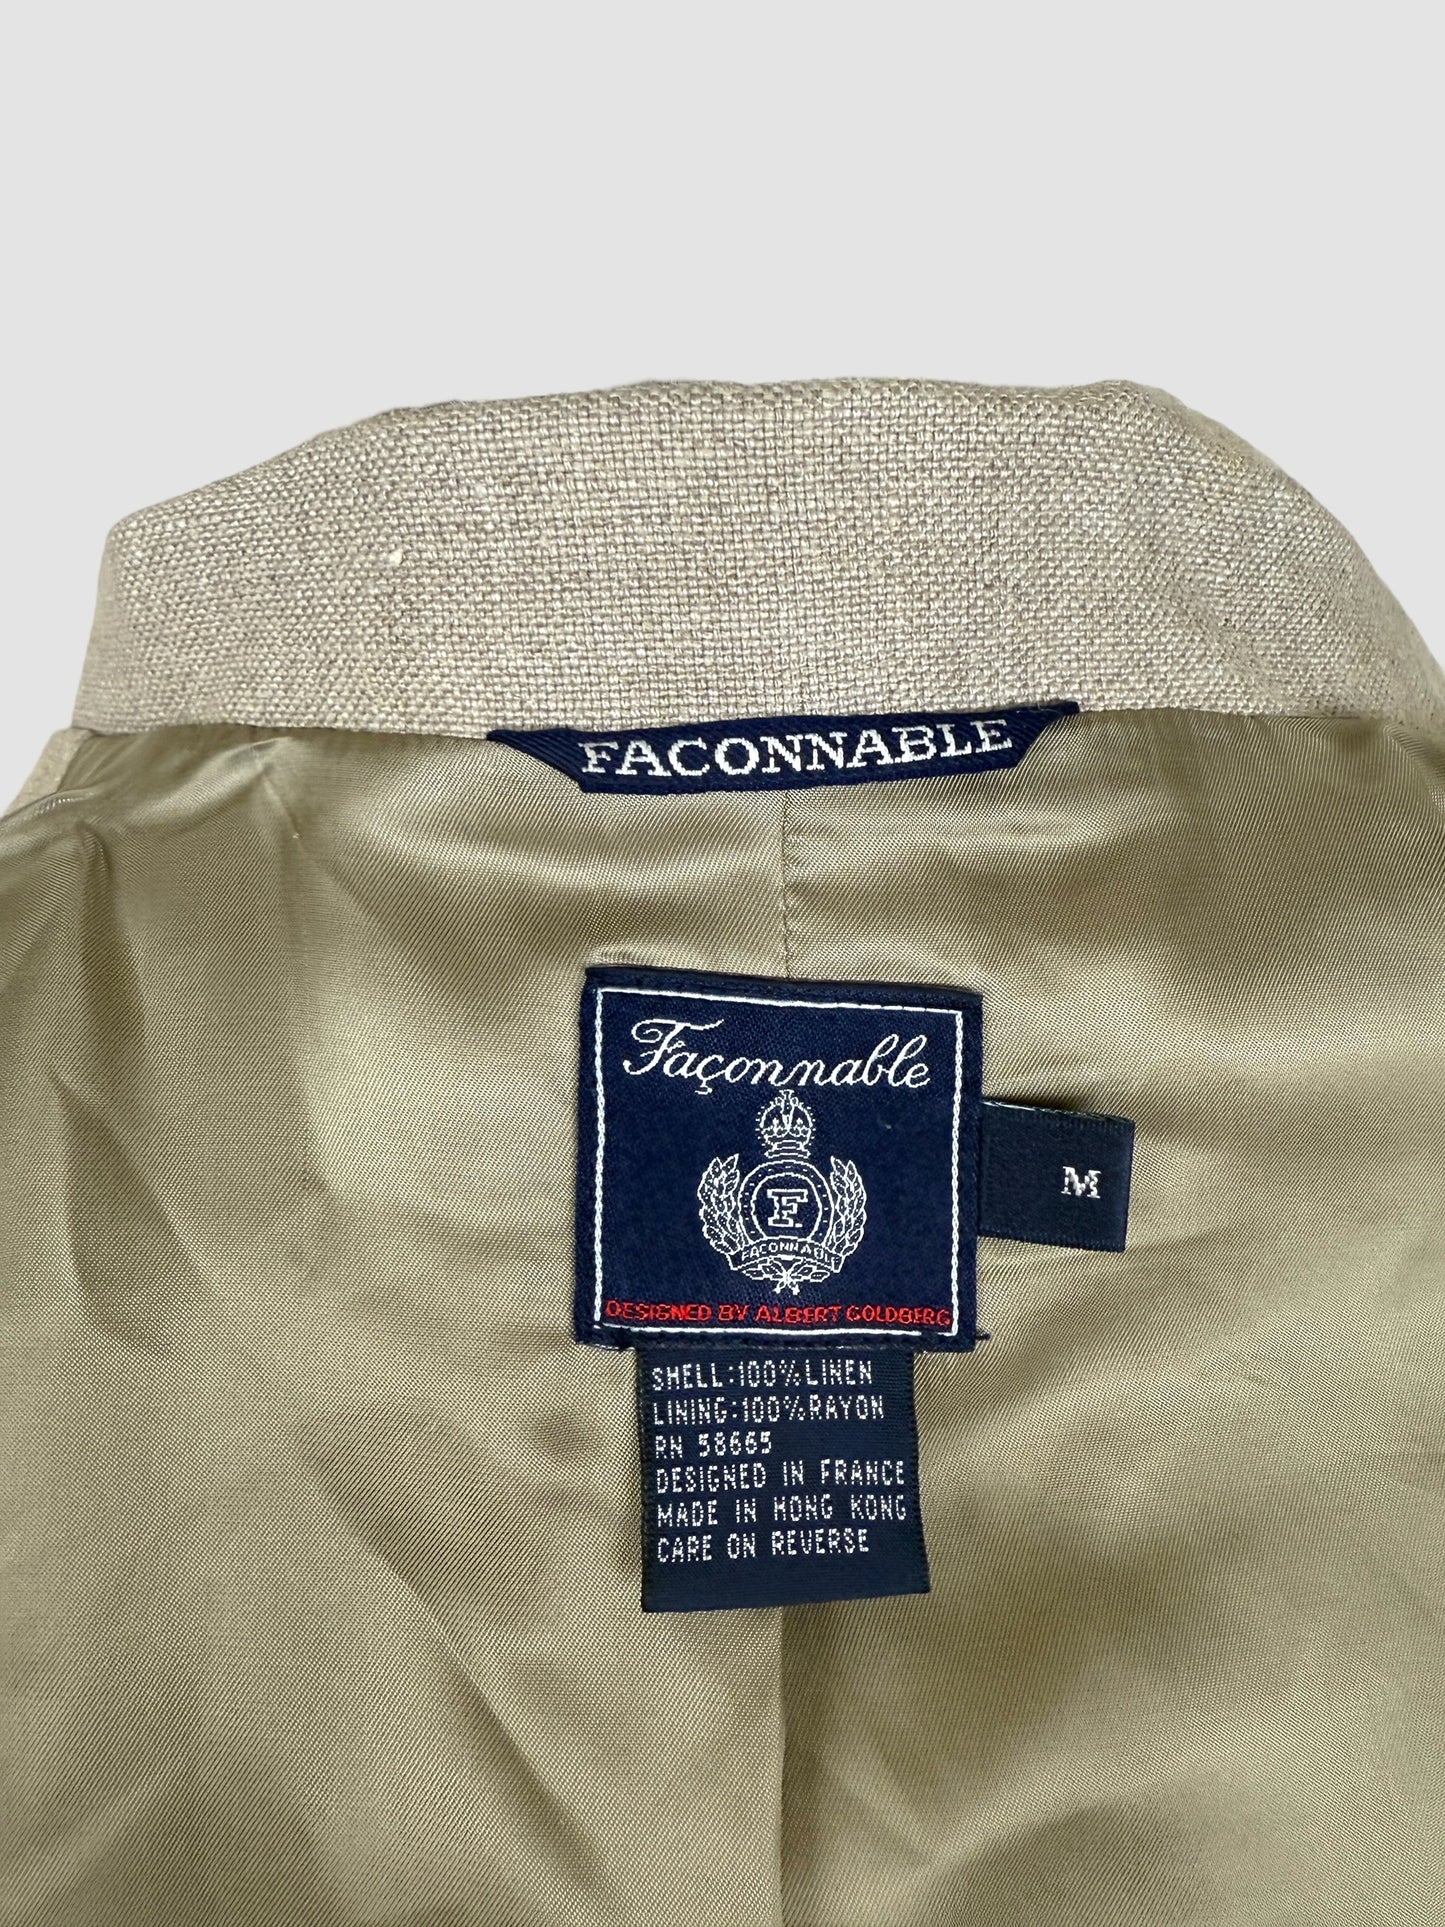 FACONNABLE
Façonnable
F
FACONNABLE
M
DESIGNED BY ALBERT GOLDBERG
SHELL:100%LINEN
LINING:100%RAYON
RN 58665
DESIGNED IN FRANCE
MADE IN HONG KONG
CARE ON REVERSE